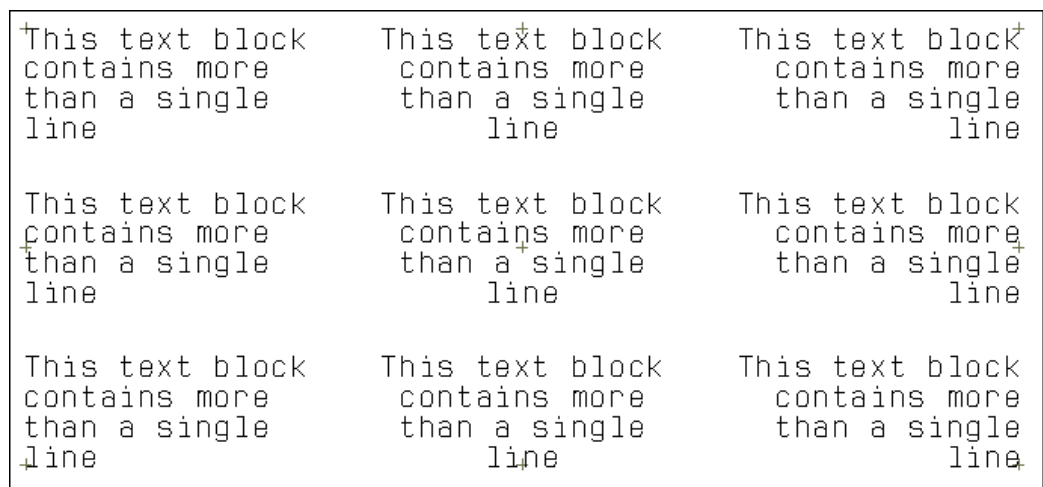 This text block
contains more
than a single
line
This text block
contains more
than a single
line
This text block
contains more
than a single
line
This text block
contains more
than a single
line
This text block
contains more
than a single
line
This text block
contains more
than a single
line
This text block
contains more
than a single
line
This text block
contains more
than a single
line
This text block
contains more
than a single
line